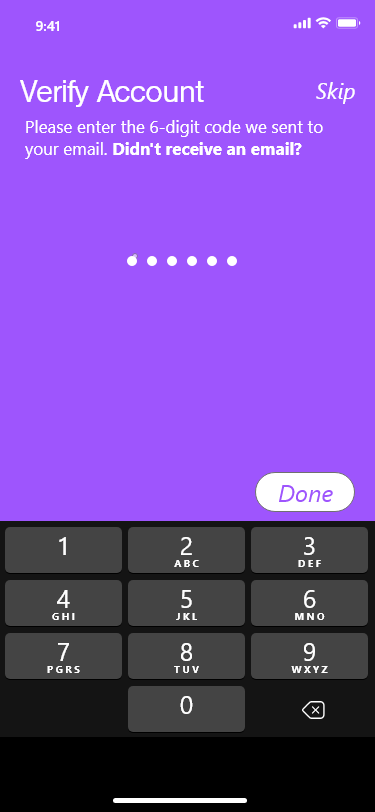 9:41
Verify Account
Skip
Please enter the 6-digit code we sent to
your email. Didn't receive an email?
Done
1
2
ABC
3
DEF
4
GHI
5
JKL
6
MNO
7
PGRS
8
TUV
9
WXYZ
0